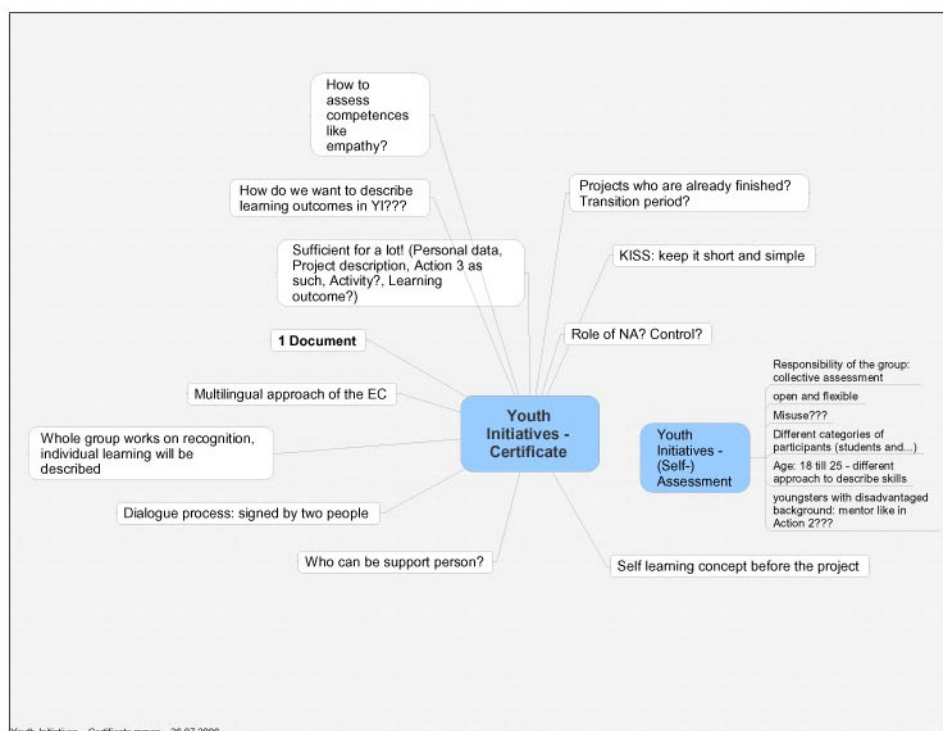 How to
assess
competences
like
empathy?
How do we want to describe
learning outcomes in YI???
Sufficient for a lot! (Personal data,
Project description, Action 3 as
such, Activity?, Learning
outcome?)
1 Document
Multilingual approach of the EC
Whole group works on recognition,
individual learning will be
described
Dialogue process: signed by two people
Who can be support person?
Projects who are already finished?
Transition period?
KISS: keep it short and simple
Role of NA? Control?
Youth
Initiatives -
Certificate
Self learning concept before the project
Youth
Initiatives -
(Self-)
Assessment
Responsibility of the group:
collective assessment
open and flexible
Misuse???
Different categories of
participants (students and...)
Age: 18 till 25 - different
approach to describe skills
youngsters with disadvantaged
background: mentor like in
Action 2???